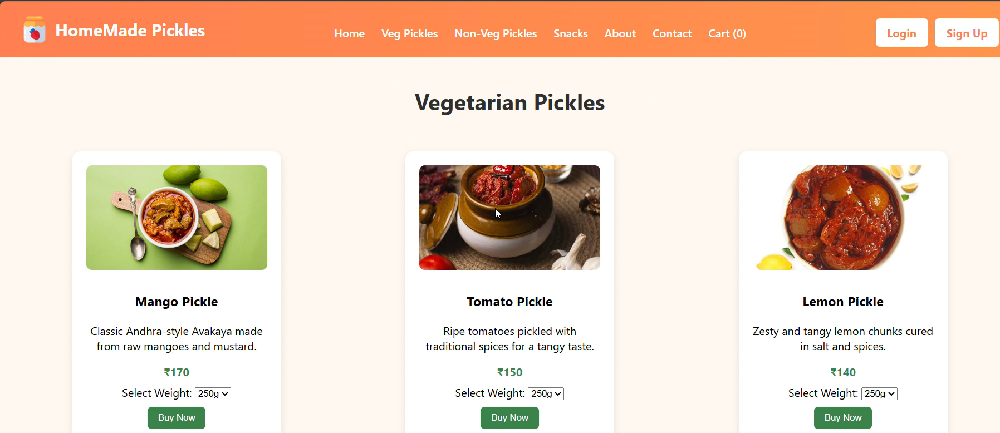 HomeMade Pickles
Home Veg Pickles Non-Veg Pickles Snacks About Contact Cart (0)
Login Sign Up
Vegetarian Pickles
Mango Pickle
Classic Andhra-style Avakaya made
from raw mangoes and mustard.
₹170
Select Weight: 250g
Buy Now
Tomato Pickle
Ripe tomatoes pickled with
traditional spices for a tangy taste.
₹150
Select Weight: 250g
Buy Now
Lemon Pickle
Zesty and tangy lemon chunks cured
in salt and spices.
₹140
Select Weight: 250g
Buy Now